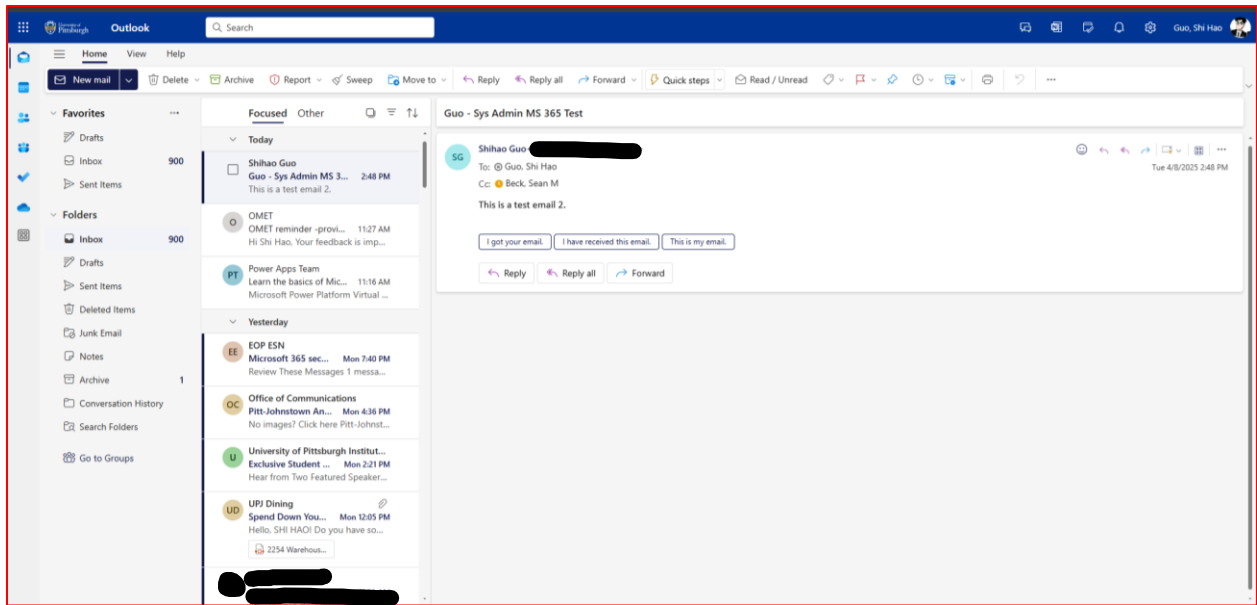 University of
Pittsburgh
Outlook
Search
Guo, Shi Hao
Home View Help
New mail Delete Archive Report Sweep Move to Reply Reply all Forward Quick steps Read / Unread ...
Favorites ...
Drafts
Inbox 900
Sent Items
Folders
Inbox 900
Drafts
Sent Items
Deleted Items
Junk Email
Notes
Archive 1
Conversation History
Search Folders
Go to Groups
Focused Other
Today
Shihao Guo
Guo - Sys Admin MS 3... 2:48 PM
This is a test email 2.
O
OMET
OMET reminder -provi... 11:27 AM
Hi Shi Hao, Your feedback is imp...
PT
Power Apps Team
Learn the basics of Mic... 11:16 AM
Microsoft Power Platform Virtual ...
Yesterday
EE
EOP ESN
Microsoft 365 sec... Mon 7:40 PM
Review These Messages 1 messa...
OC
Office of Communications
Pitt-Johnstown An... Mon 4:36 PM
No images? Click here Pitt-Johnst...
U
University of Pittsburgh Institut...
Exclusive Student ... Mon 2:21 PM
Hear from Two Featured Speaker...
UD
UPJ Dining
Spend Down You... Mon 12:05 PM
Hello, SHI HAO! Do you have so...
2254 Warehous...
Guo - Sys Admin MS 365 Test
SG
Shihao Guo
To: Guo, Shi Hao
Cc: Beck, Sean M
Tue 4/8/2025 2:48 PM
This is a test email 2.
I got your email. I have received this email. This is my email.
Reply Reply all Forward